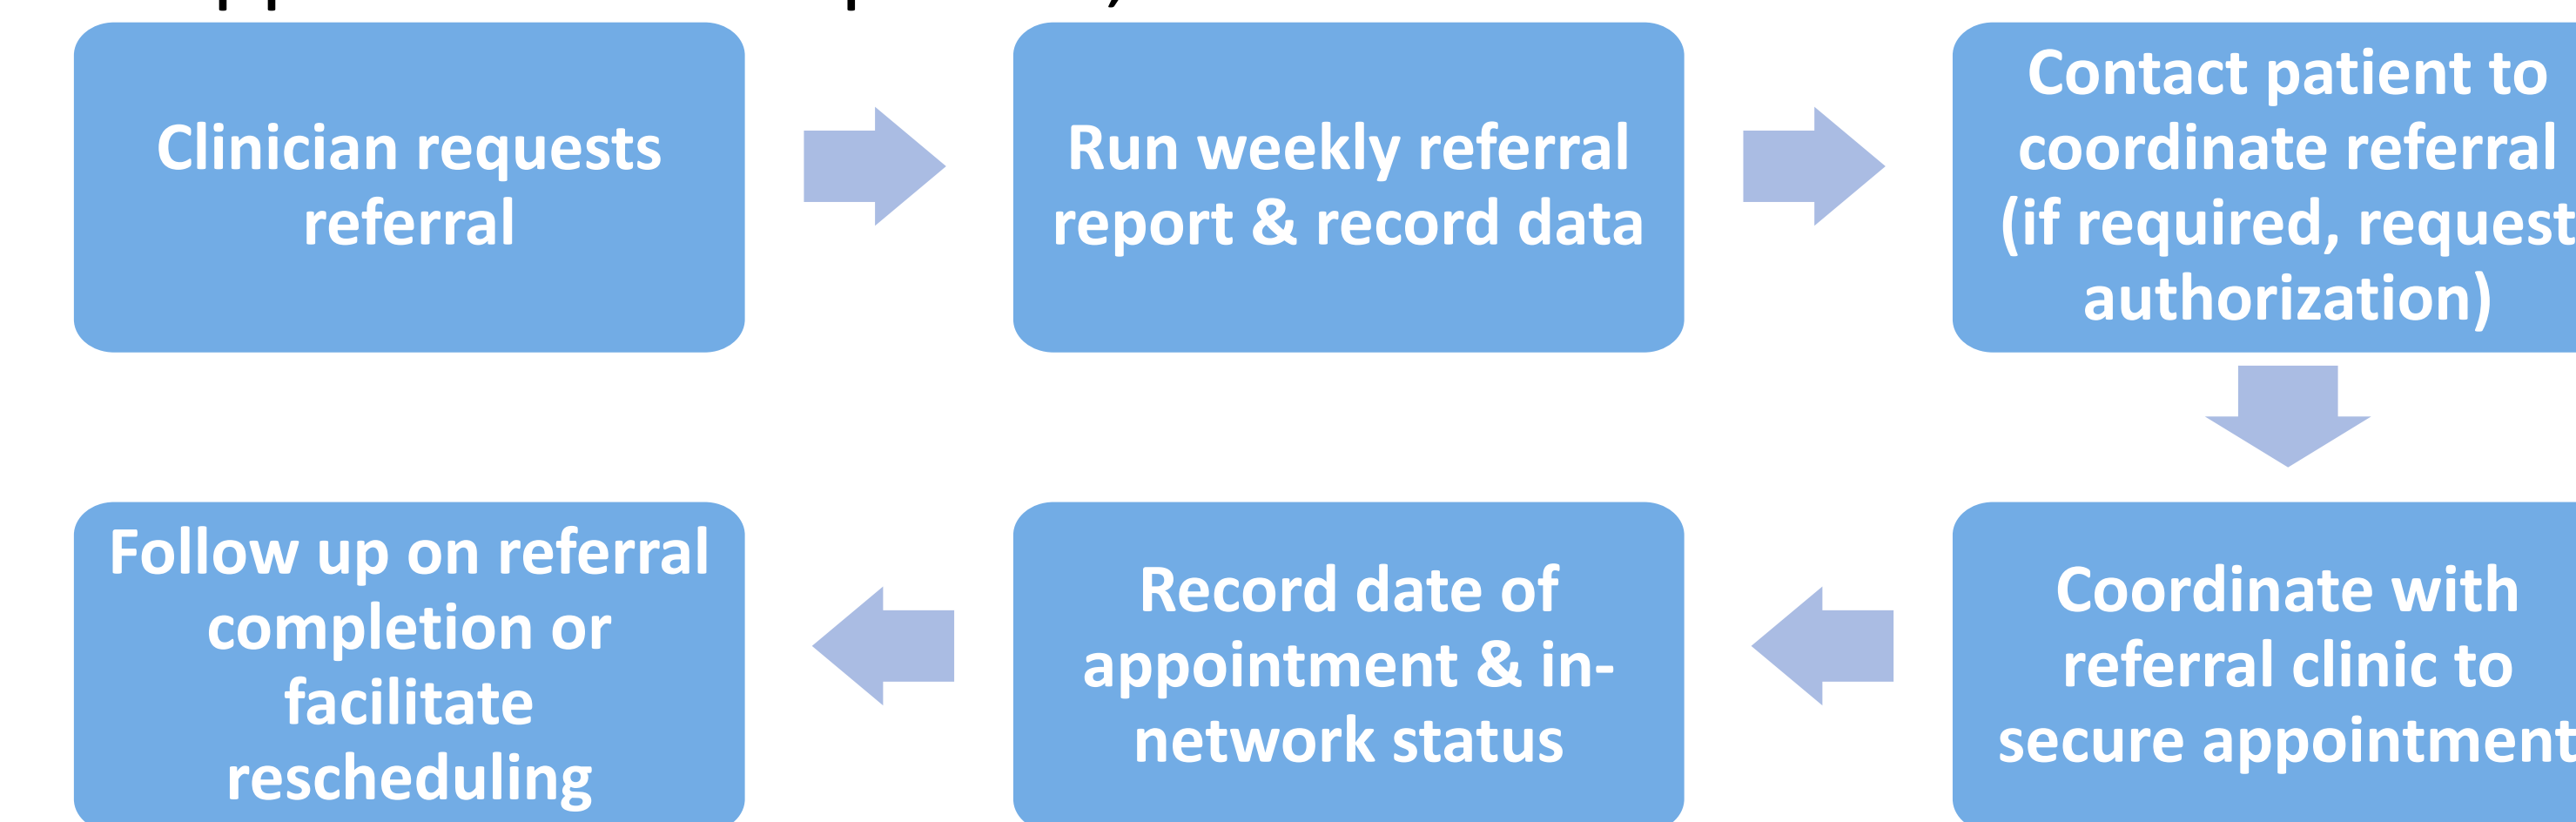 Clinician requests
referral
Run weekly referral
report & record data
Contact patient to
coordinate referral
(if required, request
authorization)
Coordinate with
referral clinic to
secure appointment
Record date of
appointment & in-
network status
Follow up on referral
completion or
facilitate
rescheduling